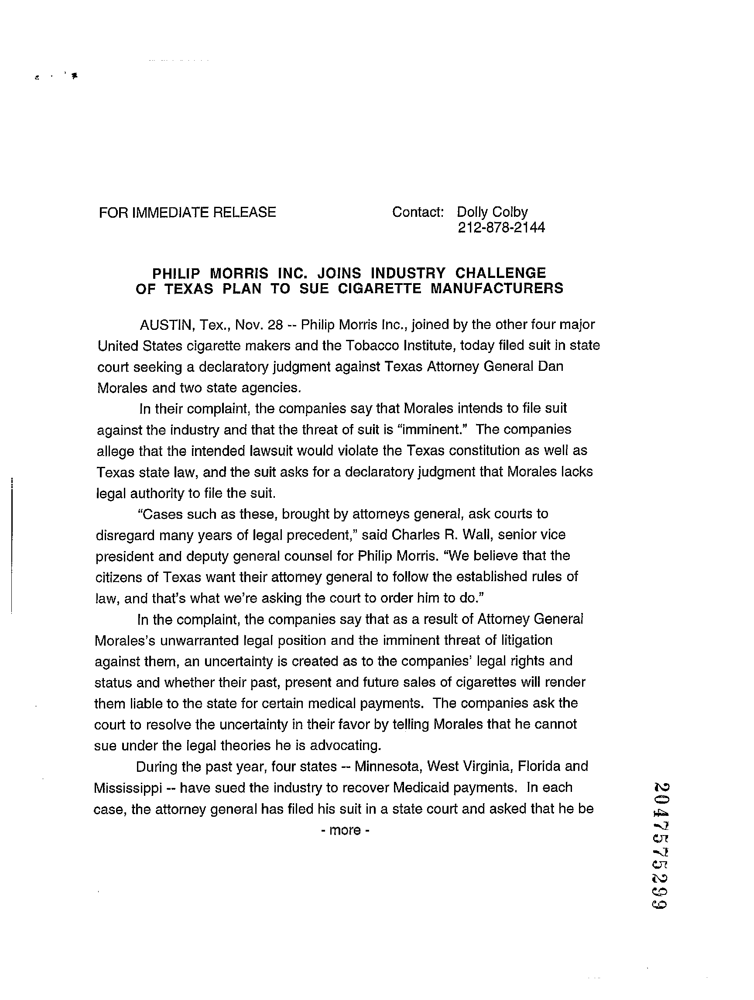 FOR IMMEDIATE RELEASE
Contact: Dolly Colby
212-878-2144
PHILIP MORRIS INC. JOINS INDUSTRY CHALLENGE
OF TEXAS PLAN TO SUE CIGARETTE MANUFACTURERS
AUSTIN, Tex., Nov. 28 -- Philip Morris Inc., joined by the other four major
United States cigarette makers and the Tobacco Institute, today filed suit in state
court seeking a declaratory judgment against Texas Attorney General Dan
Morales and two state agencies.
In their complaint, the companies say that Morales intends to file suit
against the industry and that the threat of suit is “imminent.” The companies
allege that the intended lawsuit would violate the Texas constitution as well as
Texas state law, and the suit asks for a declaratory judgment that Morales lacks
legal authority to file the suit.
“Cases such as these, brought by attorneys general, ask courts to
disregard many years of legal precedent,” said Charles R. Wall, senior vice
president and deputy general counsel for Philip Morris. “We believe that the
citizens of Texas want their attorney general to follow the established rules of
law, and that’s what we’re asking the court to order him to do.”
In the complaint, the companies say that as a result of Attorney General
Morales’s unwarranted legal position and the imminent threat of litigation
against them, an uncertainty is created as to the companies’ legal rights and
status and whether their past, present and future sales of cigarettes will render
them liable to the state for certain medical payments. The companies ask the
court to resolve the uncertainty in their favor by telling Morales that he cannot
sue under the legal theories he is advocating.
During the past year, four states -- Minnesota, West Virginia, Florida and
Mississippi -- have sued the industry to recover Medicaid payments. In each
case, the attorney general has filed his suit in a state court and asked that he be
- more -
2047575299